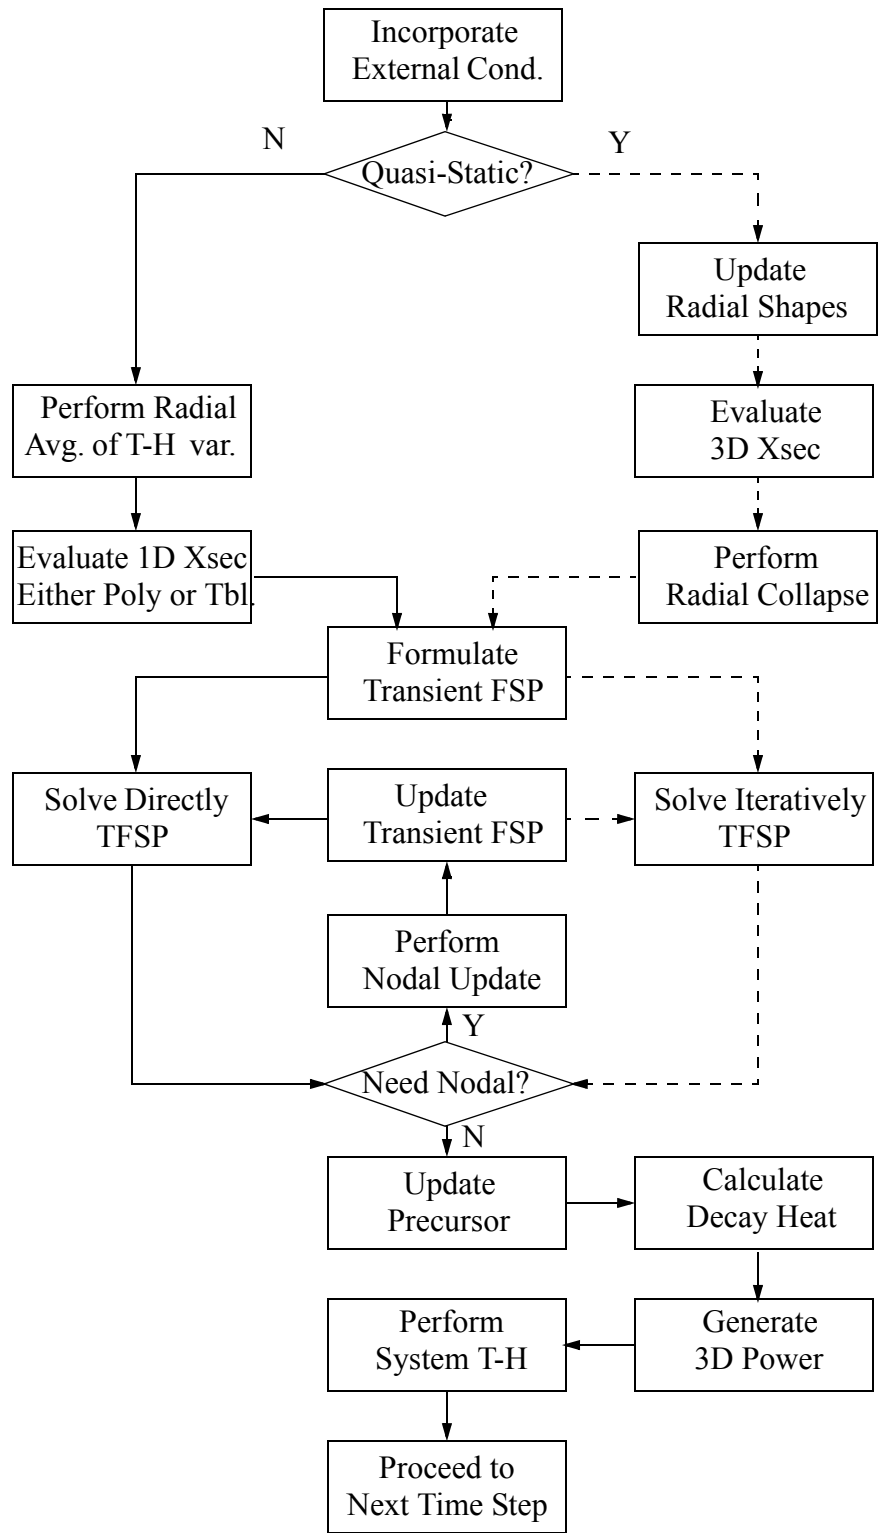 Incorporate
External Cond.
N
Y
Quasi-Static?
Update
Radial Shapes
Perform Radial
Avg. of T-H var.
Evaluate
3D Xsec
Evaluate 1D Xsec
Either Poly or Tbl.
Perform
Radial Collapse
Formulate
Transient FSP
Solve Directly
TFSP
Update
Transient FSP
Solve Iteratively
TFSP
Perform
Nodal Update
Y
Need Nodal?
N
Update
Precursor
Calculate
Decay Heat
Perform
System T-H
Generate
3D Power
Proceed to
Next Time Step